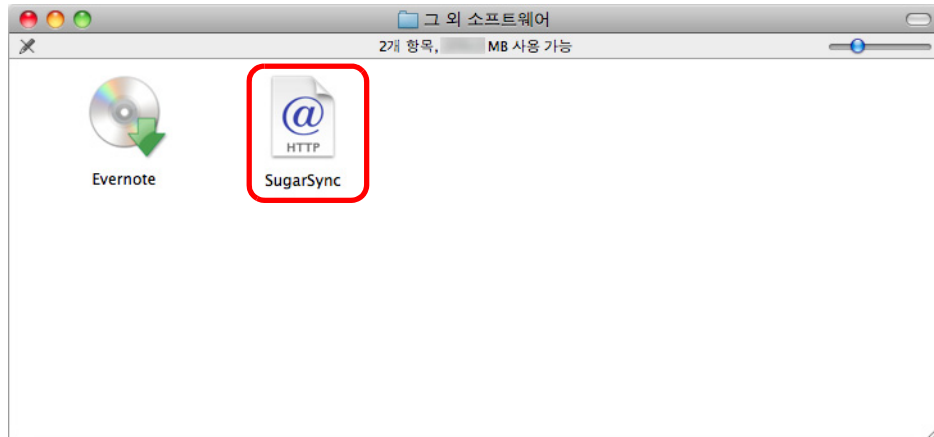 그 외 소프트웨어
2개 항목, MB 사용 가능
@
HTTP
Evernote
SugarSync